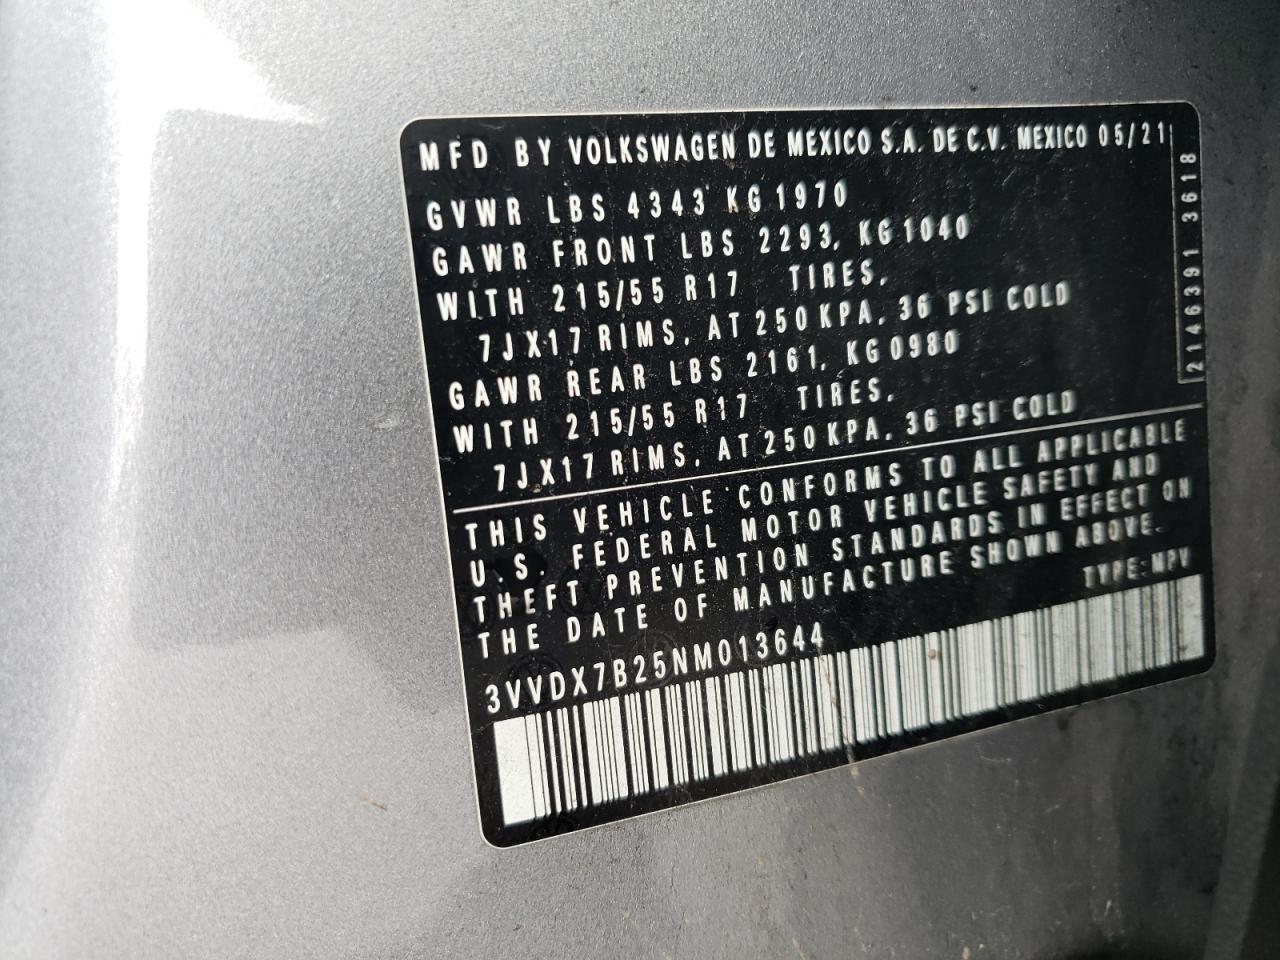 MFD BY VOLKSWAGEN DE MEXICO S.A. DE C.V. MEXICO 05/21
GVWR LBS 4343 KG 1970
GAWR FRONT LBS 2293, KG 1040
WITH 215/55 R17 TIRES,
7JX17 RIMS, AT 250 KPA, 36 PSI COLD
GAWR REAR LBS 2161, KG 0980
WITH 215/55 R17 TIRES,
7JX17 RIMS, AT 250 KPA, 36 PSI COLD
2146391 3618
THIS VEHICLE CONFORMS TO ALL APPLICABLE
U.S. FEDERAL MOTOR VEHICLE SAFETY AND
THEFT PREVENTION STANDARDS IN EFFECT ON
THE DATE OF MANUFACTURE SHOWN ABOVE.
TYPE: MPV
3VVDX7B25NM013644